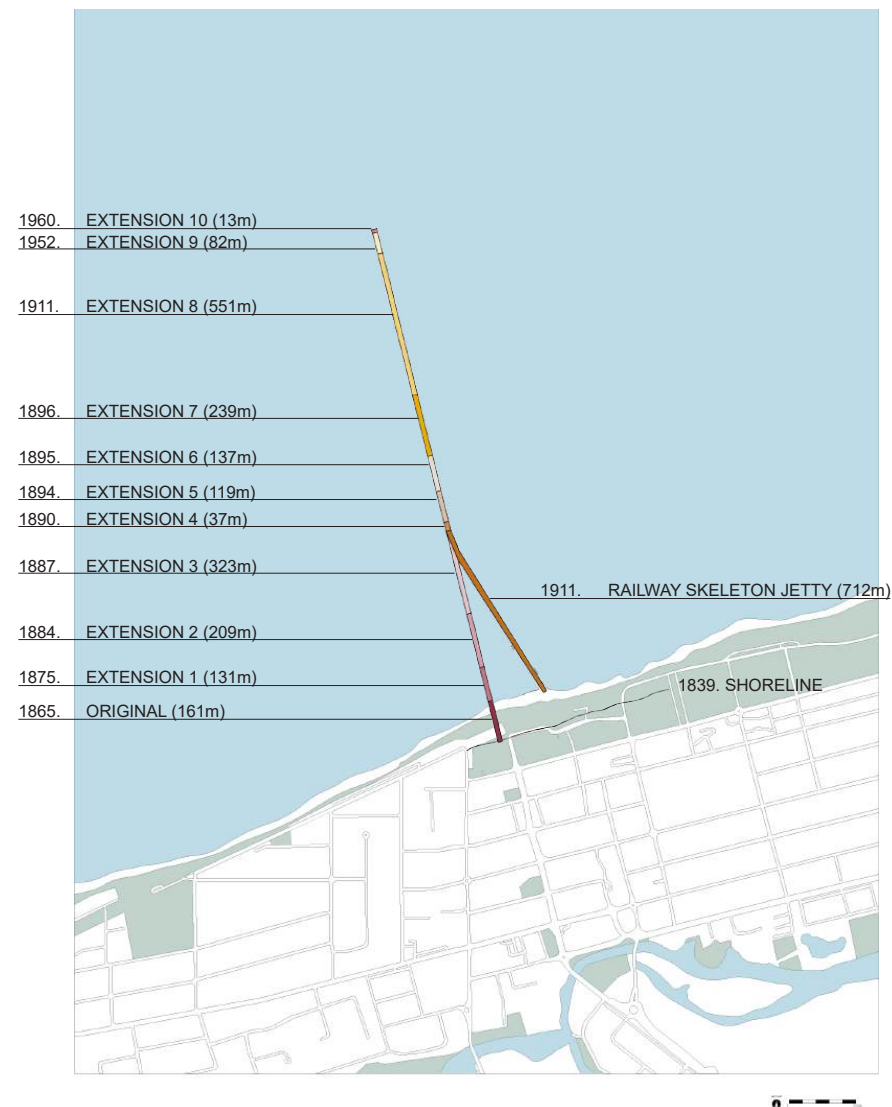 1960. EXTENSION 10 (13m)
1952. EXTENSION 9 (82m)
1911. EXTENSION 8 (551m)
1896. EXTENSION 7 (239m)
1895. EXTENSION 6 (137m)
1894. EXTENSION 5 (119m)
1890. EXTENSION 4 (37m)
1887. EXTENSION 3 (323m)
1911. RAILWAY SKELETON JETTY (712m)
1884. EXTENSION 2 (209m)
1875. EXTENSION 1 (131m)
1839. SHORELINE
1865. ORIGINAL (161m)